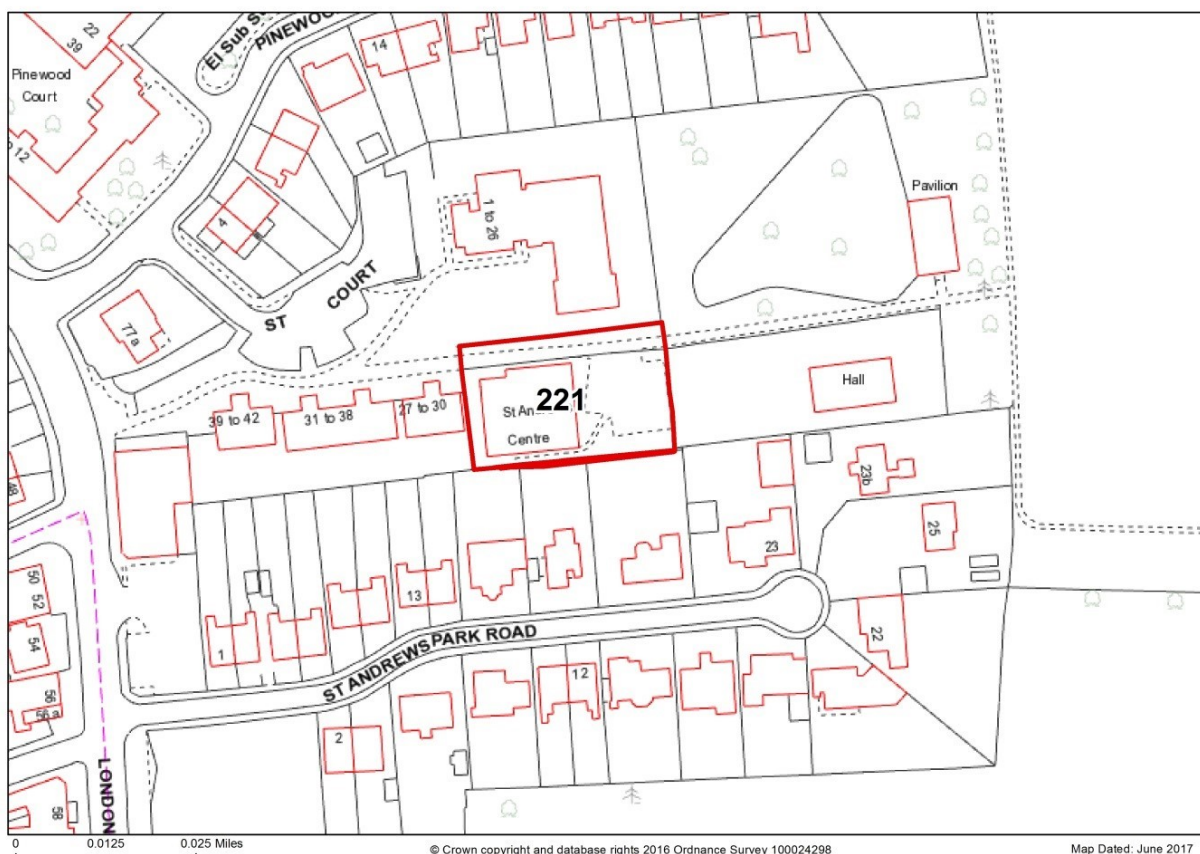 22
39
Pinewood
Court
El Sub S
PINEWOO
14
o 12
4
1 to 26
Pavilion
ST
COURT
77a
39 to 42
31 to 38
27 to 30
St An
221
Centre
Hall
23b
48
23
25
50
52
13
54
1
ST ANDREWS PARK ROAD
22
12
56
56 a
2
LONDON
58
0
0.0125
0.025 Miles
© Crown copyright and database rights 2016 Ordnance Survey 100024298
Map Dated: June 2017